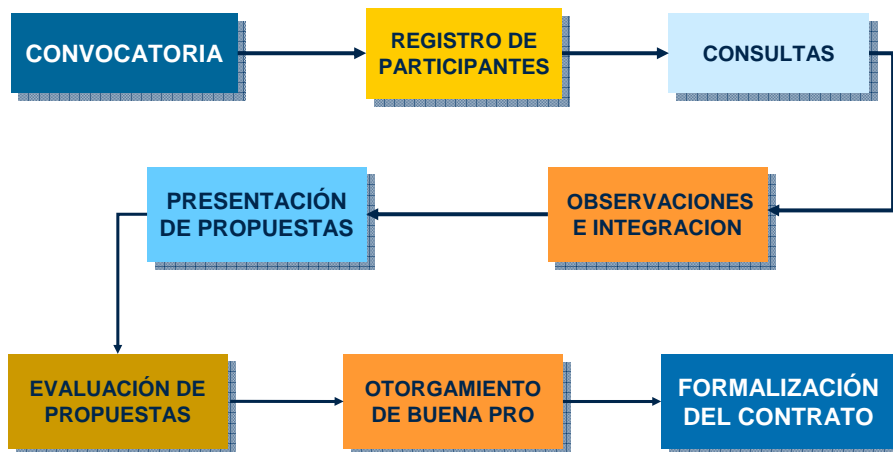 CONVOCATORIA
REGISTRO DE
PARTICIPANTES
CONSULTAS
OBSERVACIONES
E INTEGRACION
PRESENTACIÓN
DE PROPUESTAS
EVALUACIÓN DE
PROPUESTAS
OTORGAMIENTO
DE BUENA PRO
FORMALIZACIÓN
DEL CONTRATO